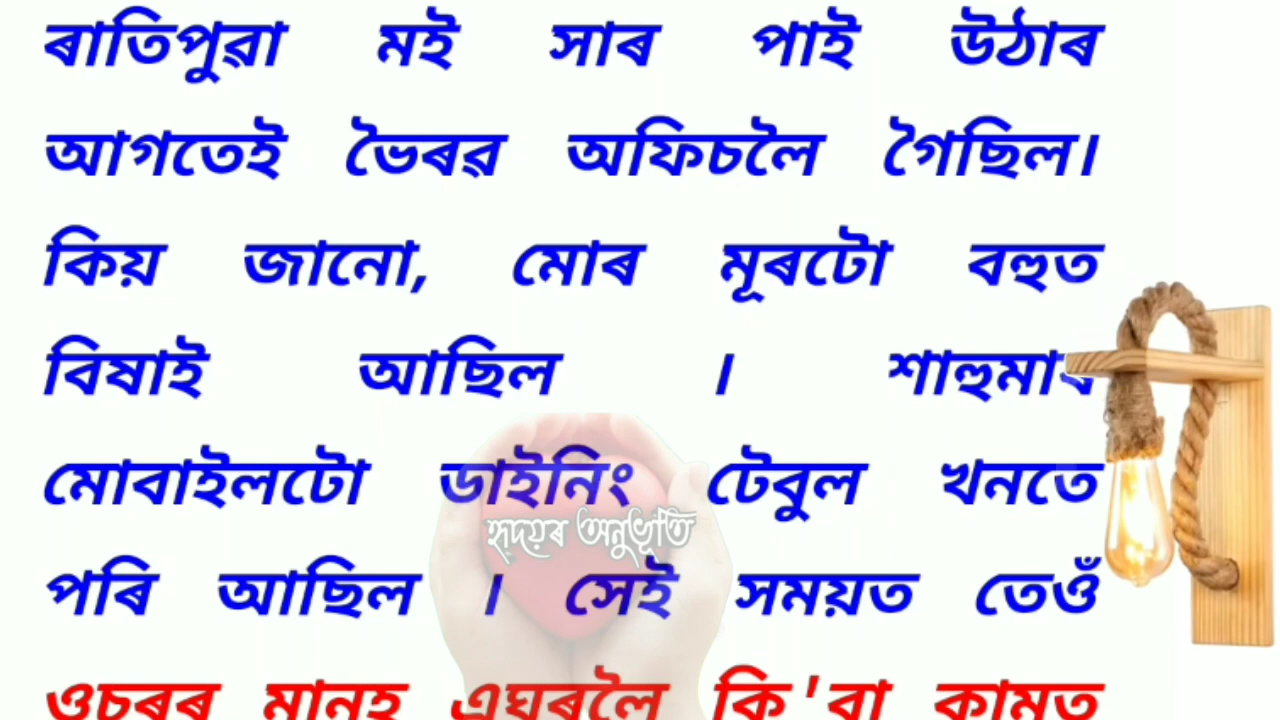 ৰাতিপুৱা মই সাৰ পাই উঠাৰ
আগতেই ভৈৰৱ অফিচলৈ গৈছিল।
কিয় জানো, মোৰ মূৰটো বহুত
বিষাই আছিল । শাহুমাৰ
মোবাইলটো ডাইনিং টেবুল খনতে
হৃদয়ৰ অনুভূতি
পৰি আছিল । সেই সময়ত তেওঁ
ওচৰৰ মানুহ এঘৰলৈ কি'বা কামত